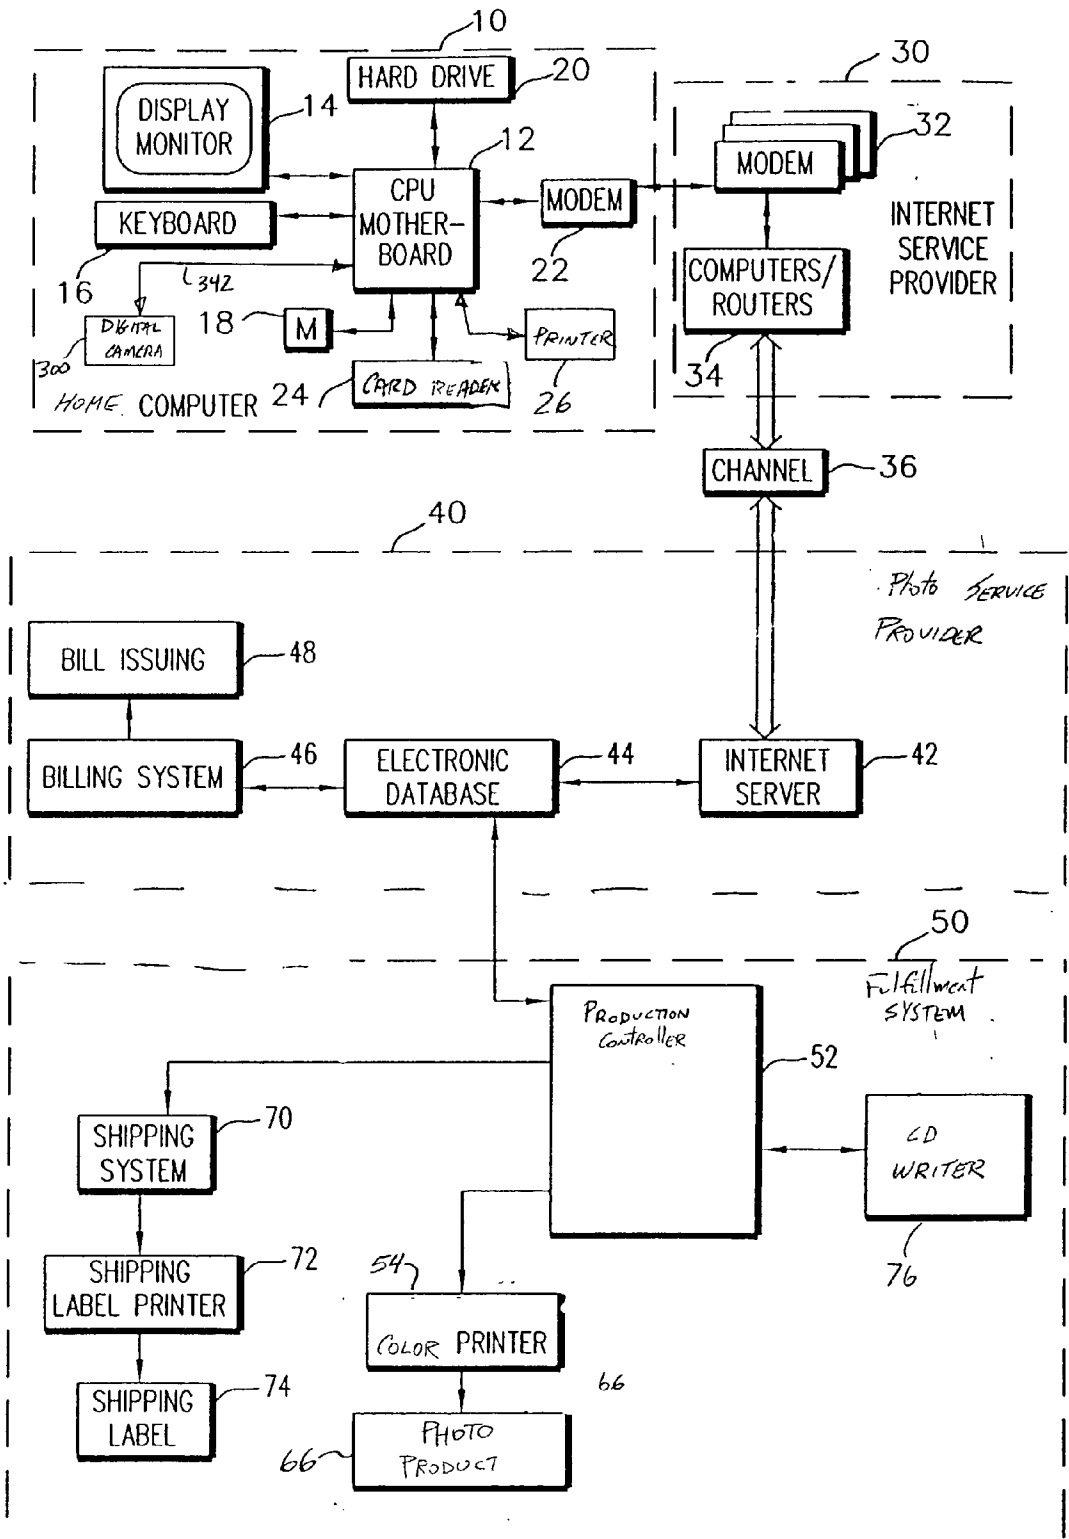 10
HARD DRIVE
20
30
DISPLAY
MONITOR
14
12
32
MODEM
CPU
MOTHER-
BOARD
MODEM
22
KEYBOARD
16
342
INTERNET
SERVICE
PROVIDER
COMPUTERS/
ROUTERS
34
DIGITAL
CAMERA
300
18
M
PRINTER
26
24
CARD READER
HOME COMPUTER
CHANNEL
36
40
Photo SERVICE
PROVIDER
BILL ISSUING
48
BILLING SYSTEM
46
ELECTRONIC
DATABASE
44
INTERNET
SERVER
42
50
Fulfillment
SYSTEM
PRODUCTION
CONTROLLER
52
SHIPPING
SYSTEM
70
CD
WRITER
76
SHIPPING
LABEL PRINTER
72
54
COLOR PRINTER
SHIPPING
LABEL
74
66
PHOTO
PRODUCT
66